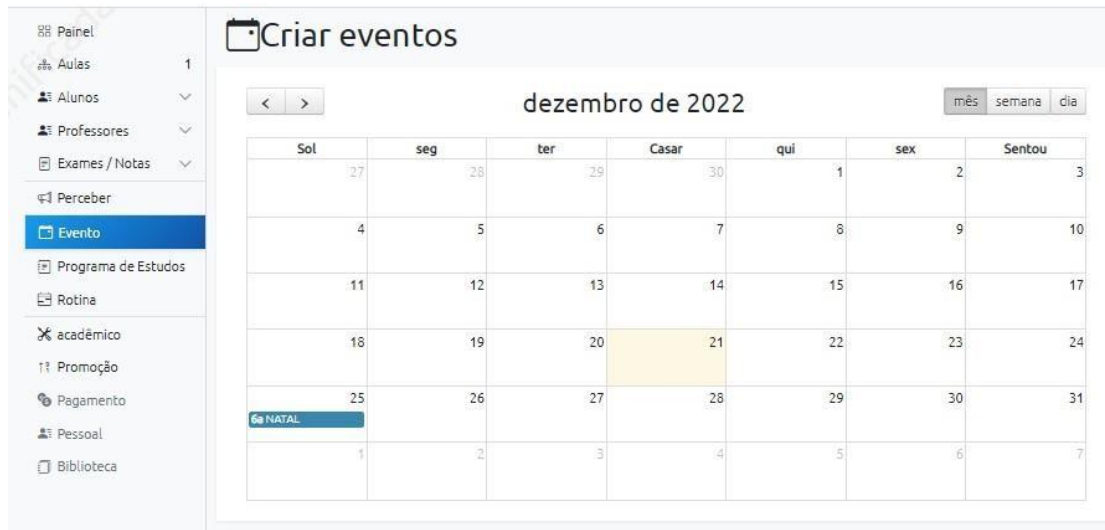 Painel
Aulas 1
Alunos
Professores
Exames / Notas
Perceber
Evento
Programa de Estudos
Rotina
acadêmico
Promoção
Pagamento
Pessoal
Biblioteca
Criar eventos
< > dezembro de 2022 mês semana dia
Sol seg ter Casar qui sex Sentou
27 28 29 30 1 2 3
4 5 6 7 8 9 10
11 12 13 14 15 16 17
18 19 20 21 22 23 24
25 26 27 28 29 30 31
6a NATAL
1 2 3 4 5 6 7